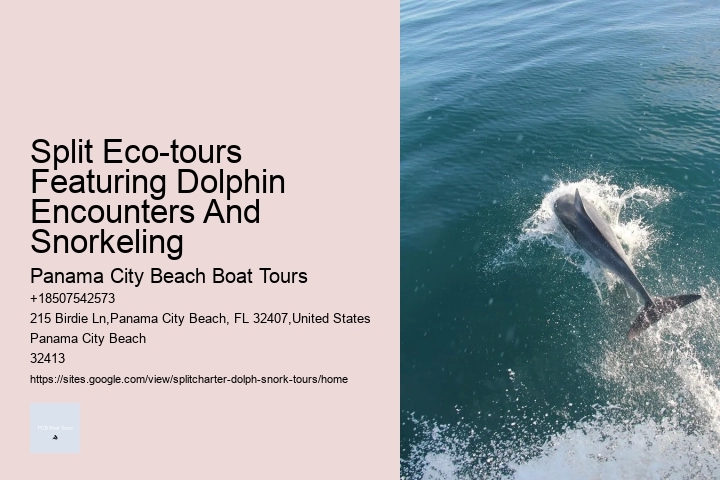 Split Eco-tours
Featuring Dolphin
Encounters And
Snorkeling
Panama City Beach Boat Tours
+18507542573
215 Birdie Ln,Panama City Beach, FL 32407,United States
Panama City Beach
32413
https://sites.google.com/view/splitcharter-dolph-snork-tours/home